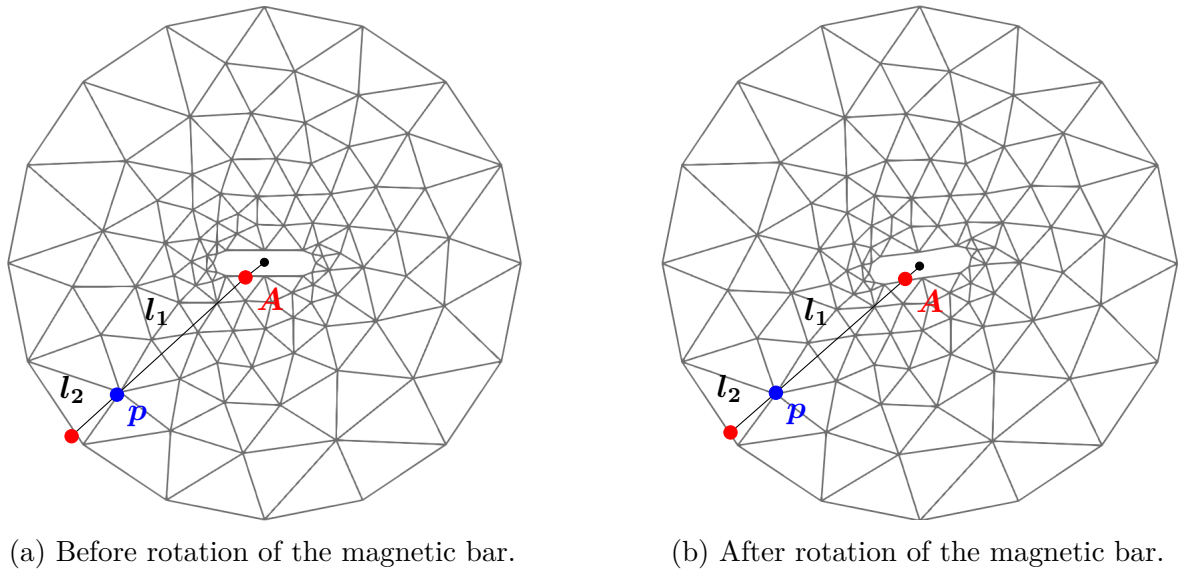 A
l1
l2
p
A
l1
l2
p
(a) Before rotation of the magnetic bar.
(b) After rotation of the magnetic bar.